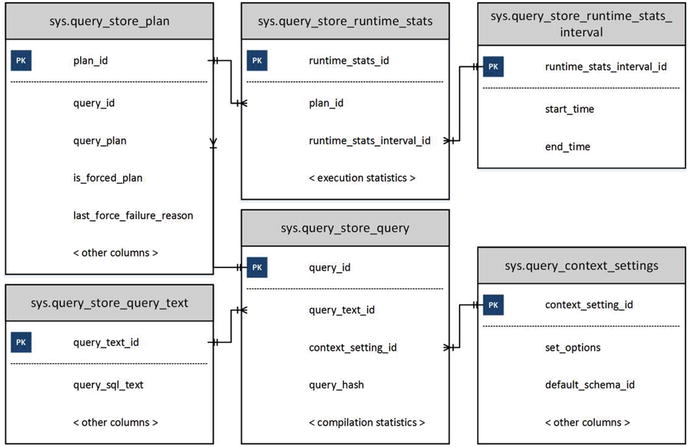 sys.query_store_plan
PK
plan_id
query_id
query_plan
is_forced_plan
last_force_failure_reason
< other columns >
sys.query_store_runtime_stats
PK
runtime_stats_id
plan_id
runtime_stats_interval_id
< execution statistics >
sys.query_store_runtime_stats_
interval
PK
runtime_stats_interval_id
start_time
end_time
sys.query_store_query_text
PK
query_text_id
query_sql_text
< other columns >
sys.query_store_query
PK
query_id
query_text_id
context_setting_id
query_hash
< compilation statistics >
sys.query_context_settings
PK
context_setting_id
set_options
default_schema_id
< other columns >